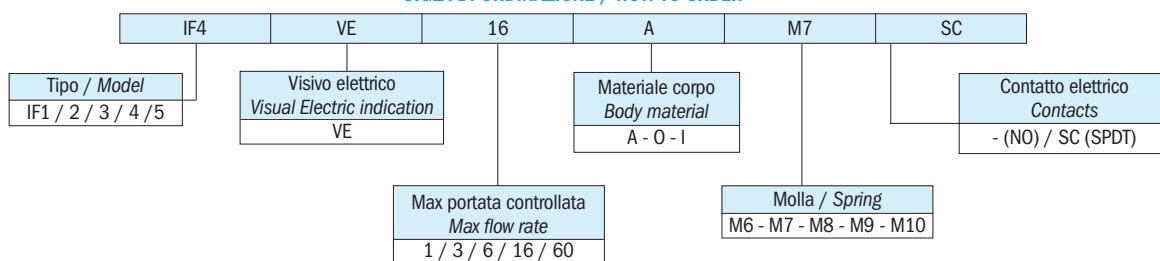 IF4 VE 16 A M7 SC
Tipo / Model
IF1 / 2 / 3 / 4 /5
Visivo elettrico
Visual Electric indication
VE
Materiale corpo
Body material
A - O - I
Contatto elettrico
Contacts
- (NO) / SC (SPDT)
Max portata controllata
Max flow rate
1 / 3 / 6 / 16 / 60
Molla / Spring
M6 - M7 - M8 - M9 - M10